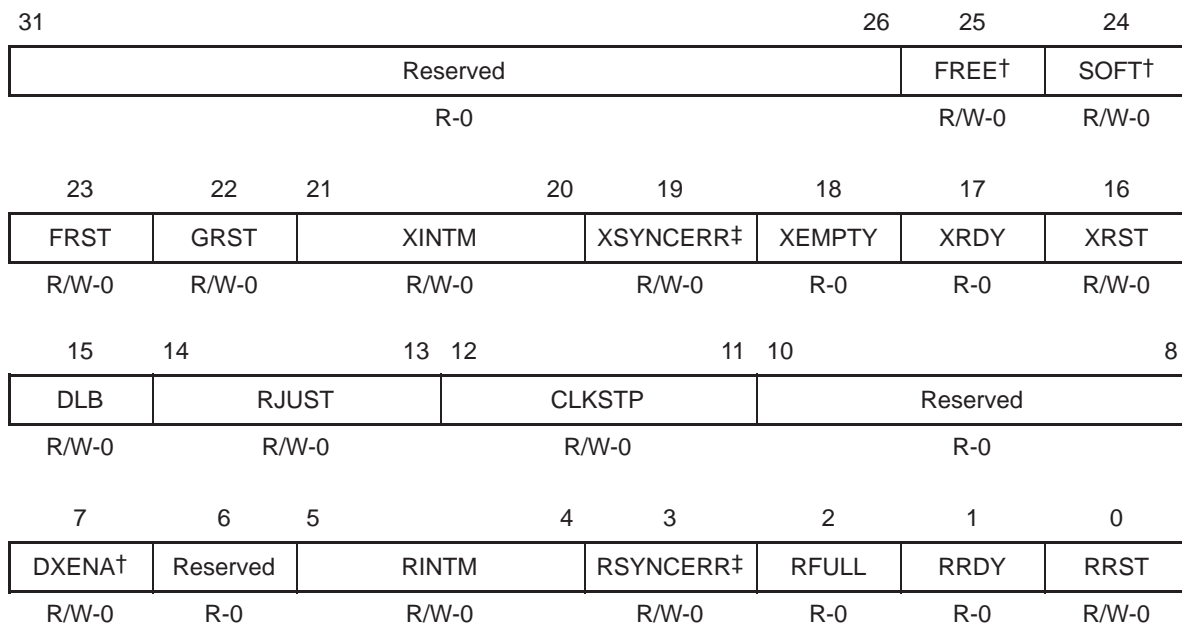 31 26 25 24
Reserved FREE† SOFT†
R-0 R/W-0 R/W-0
23 22 21 20 19 18 17 16
FRST GRST XINTM XSYNCERR‡ XEMPTY XRDY XRST
R/W-0 R/W-0 R/W-0 R/W-0 R-0 R-0 R/W-0
15 14 13 12 11 10 8
DLB RJUST CLKSTP Reserved
R/W-0 R/W-0 R/W-0 R-0
7 6 5 4 3 2 1 0
DXENA† Reserved RINTM RSYNCERR‡ RFULL RRDY RRST
R/W-0 R-0 R/W-0 R/W-0 R-0 R-0 R/W-0